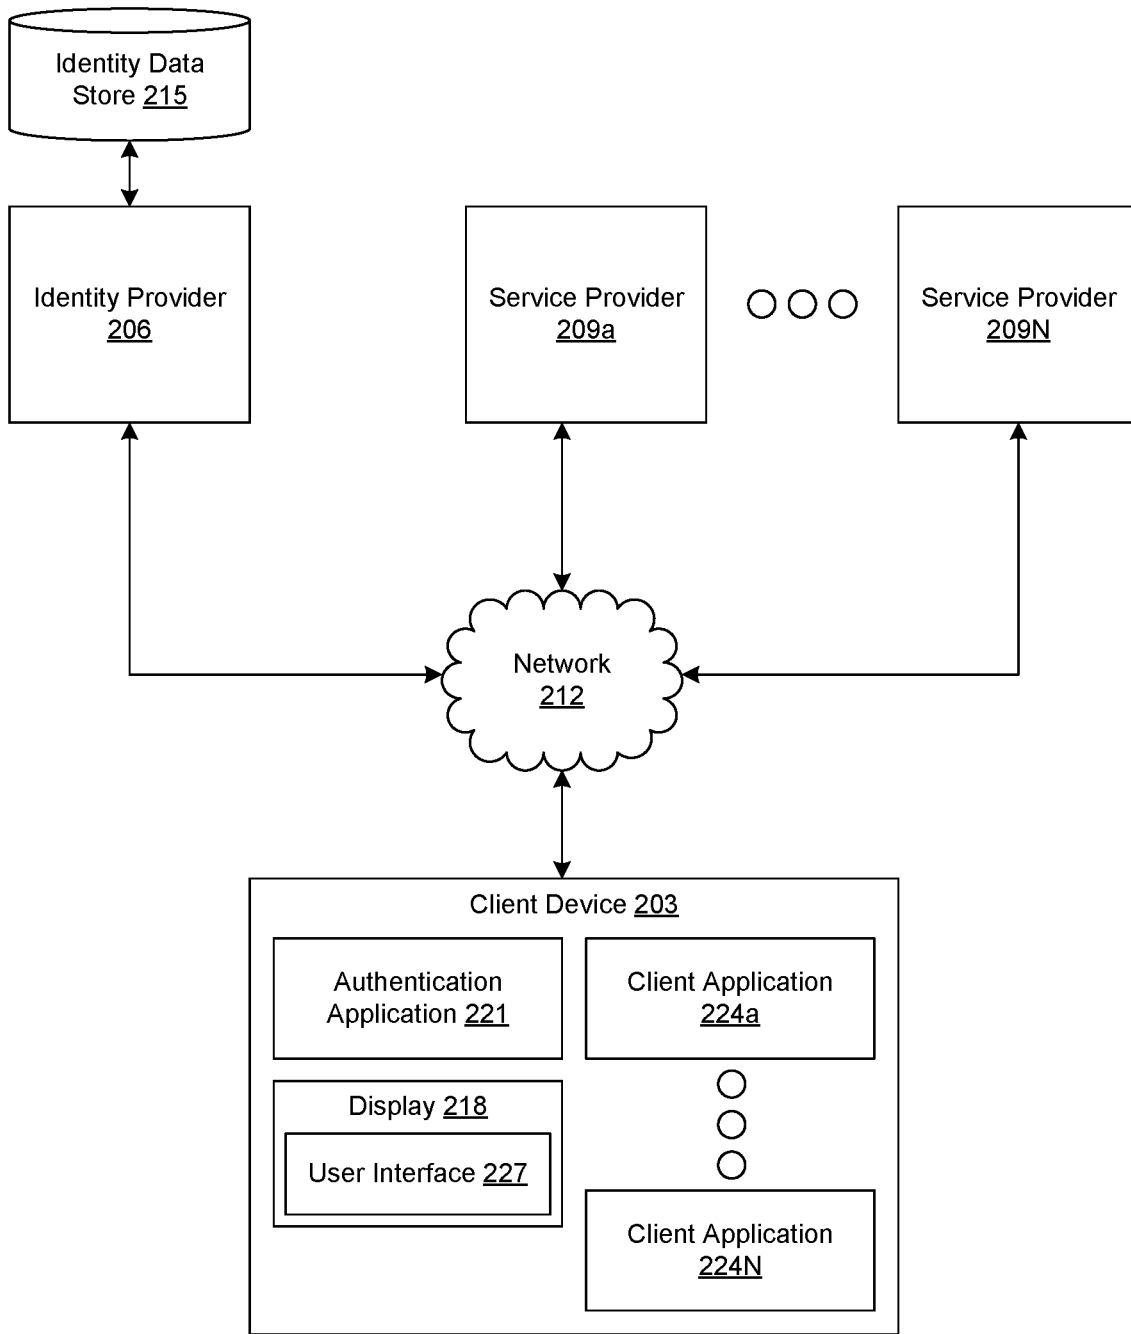 Identity Data
Store 215
Identity Provider
206
Service Provider
209a
Service Provider
209N
Network
212
Client Device 203
Authentication
Application 221
Client Application
224a
Display 218
User Interface 227
Client Application
224N